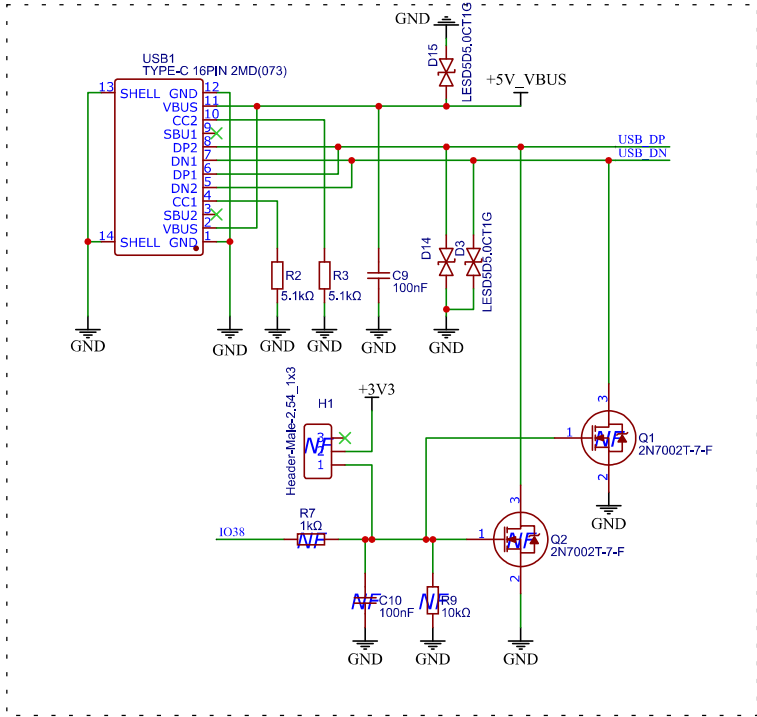 GND
D15
LESD5D5.0CT1G
USB1
TYPE-C 16PIN 2MD(073)
+5V_VBUS
13 SHELL GND 12
VBUS 11
CC2 10
SBU1 9
DP2 8
USB_DP
DN1 7
USB_DN
DP1 6
DN2 5
CC1 4
SBU2 3
VBUS 2
14 SHELL GND 1
R2
5.1kΩ
R3
5.1kΩ
C9
100nF
D14
D3
LESD5D5.0CT1G
GND
GND
GND
GND
GND
GND
+3V3
H1
Header-Male-2.54_1x3
3
2
1
NF
3
1
NF
Q1
2N7002T-7-F
2
GND
R7
1kΩ
IO38
NF
3
1
NF
Q2
2N7002T-7-F
2
NF
C10
100nF
NF
R9
10kΩ
GND
GND
GND